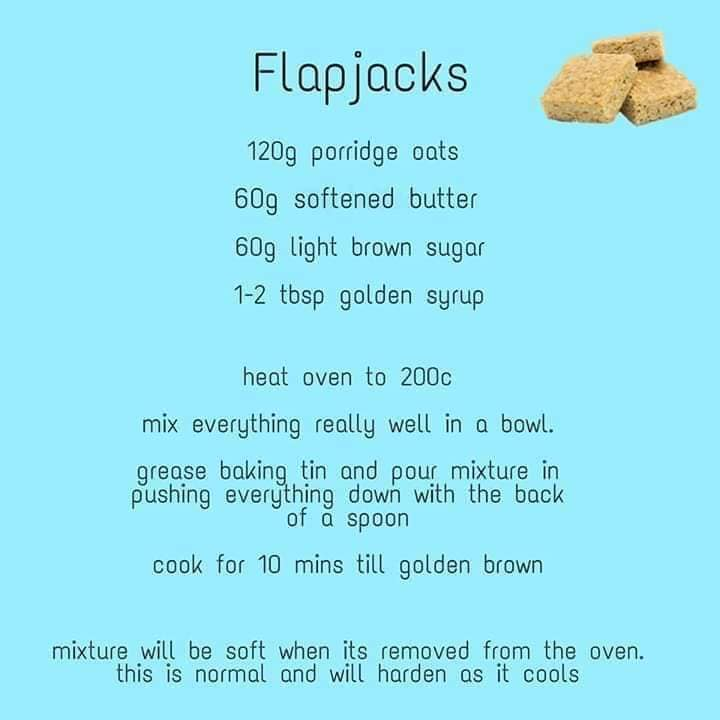 Flapjacks
120g porridge oats
60g softened butter
60g light brown sugar
1-2 tbsp golden syrup
heat oven to 200c
mix everything really well in a bowl.
grease baking tin and pour mixture in
pushing everything down with the back
of a spoon
cook for 10 mins till golden brown
mixture will be soft when its removed from the oven.
this is normal and will harden as it cools